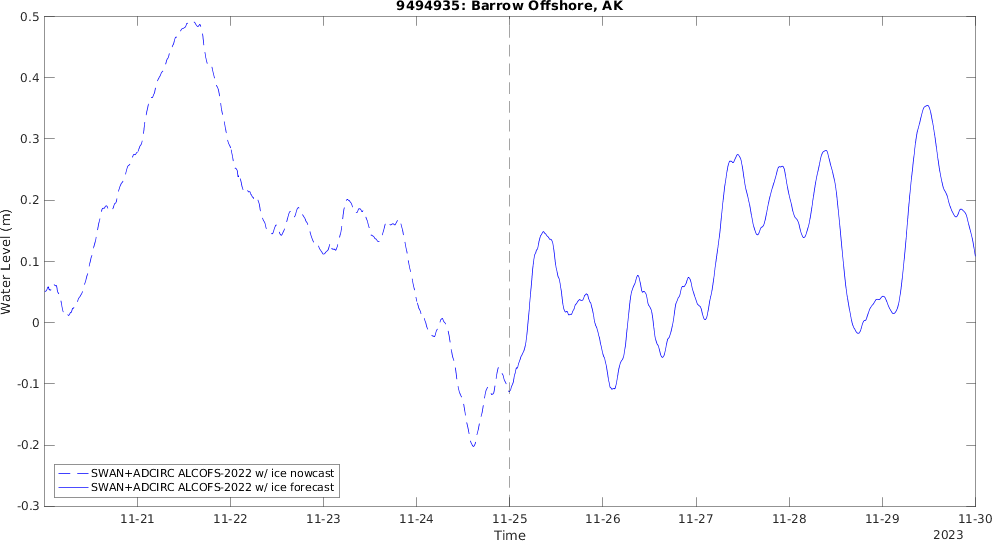 9494935: Barrow Offshore, AK
Water Level (m)
0.5
0.4
0.3
0.2
0.1
0
-0.1
-0.2
-0.3
SWAN+ADCIRC ALCOFS-2022 w/ ice nowcast
SWAN+ADCIRC ALCOFS-2022 w/ ice forecast
11-21 11-22 11-23 11-24 11-25 11-26 11-27 11-28 11-29 11-30
Time
2023